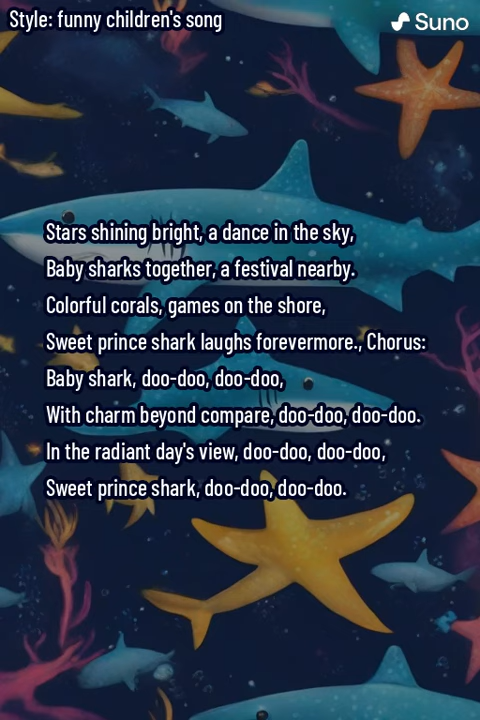 Style: funny children's song
Suno
Stars shining bright, a dance in the sky,
Baby sharks together, a festival nearby.
Colorful corals, games on the shore,
Sweet prince shark laughs forevermore., Chorus:
Baby shark, doo-doo, doo-doo,
With charm beyond compare, doo-doo, doo-doo.
In the radiant day's view, doo-doo, doo-doo,
Sweet prince shark, doo-doo, doo-doo.